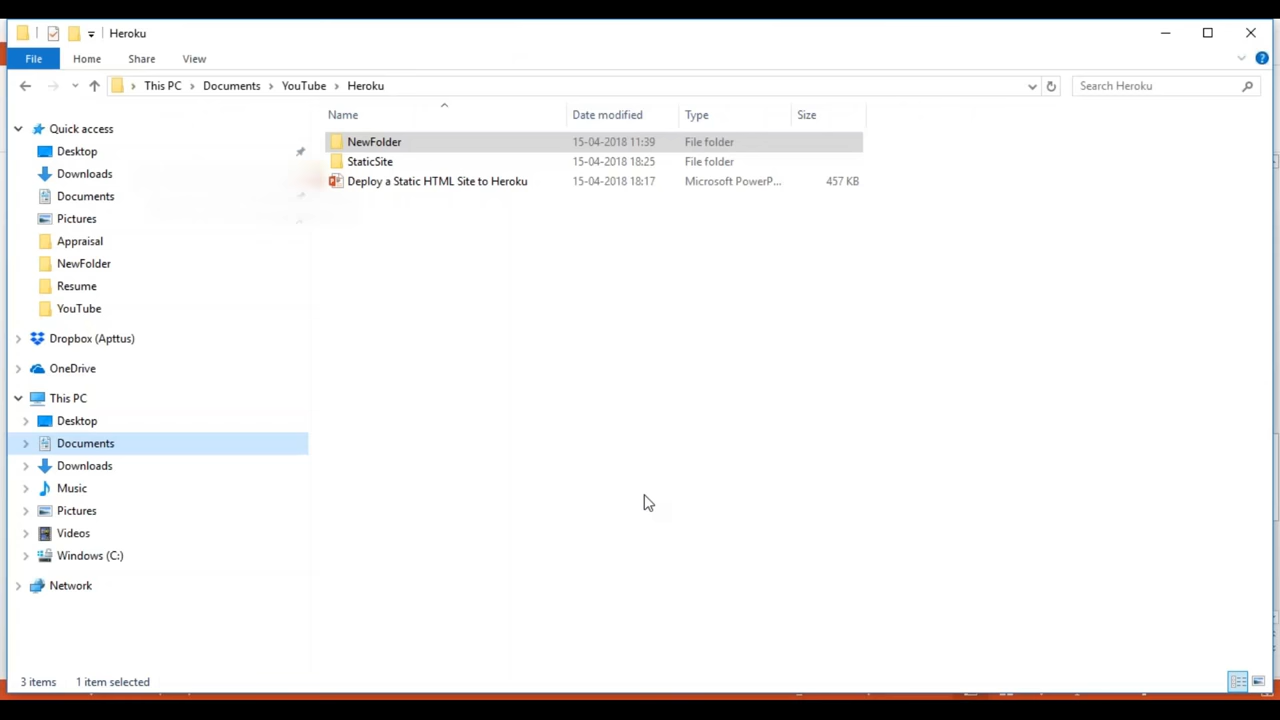 Heroku
File Home Share View
This PC Documents YouTube Heroku Search Heroku
Name Date modified Type Size
NewFolder 15-04-2018 11:39 File folder
StaticSite 15-04-2018 18:25 File folder
Deploy a Static HTML Site to Heroku 15-04-2018 18:17 Microsoft PowerP... 457 KB
Quick access
Desktop
Downloads
Documents
Pictures
Appraisal
NewFolder
Resume
YouTube
Dropbox (Apttus)
OneDrive
This PC
Desktop
Documents
Downloads
Music
Pictures
Videos
Windows (C:)
Network
3 items 1 item selected